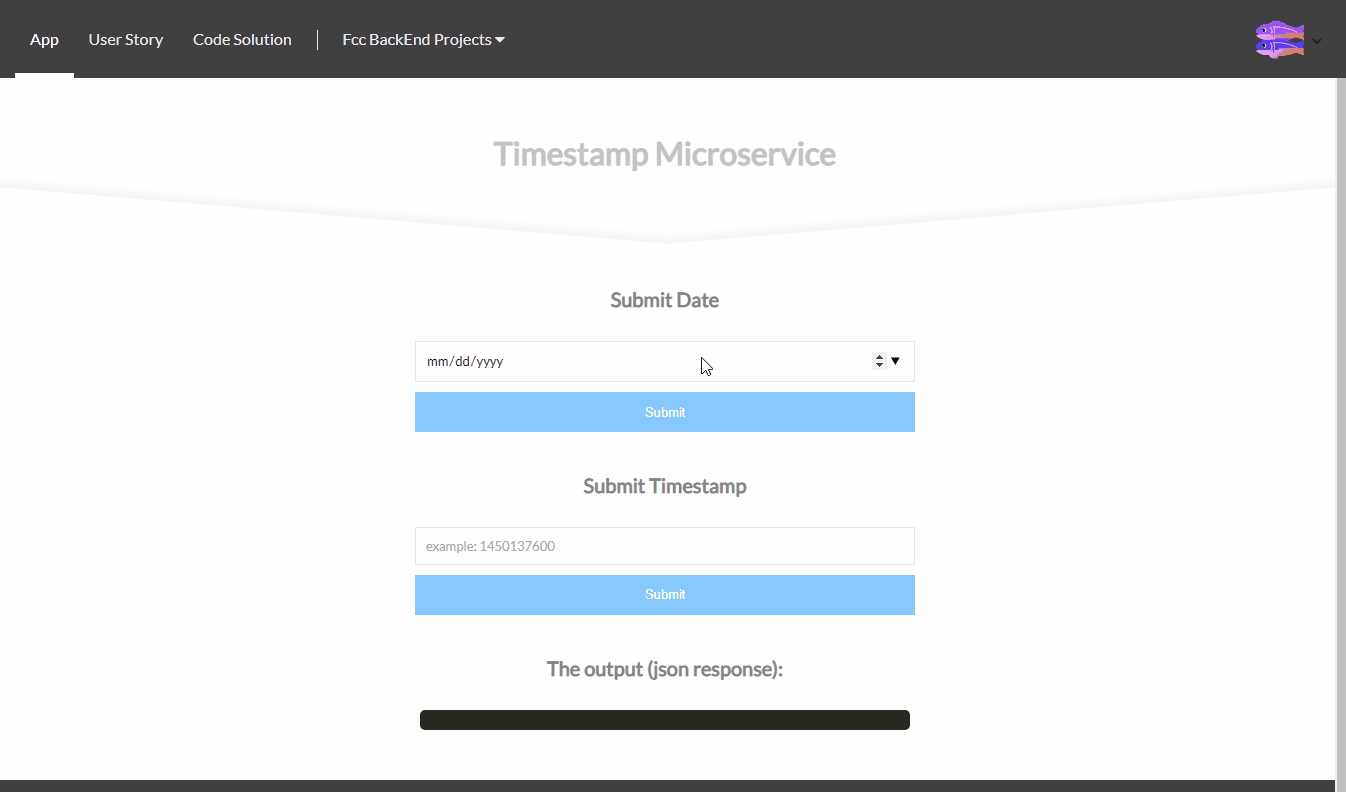 App User Story Code Solution Fcc BackEnd Projects
Timestamp Microservice
Submit Date
mm/dd/yyyy
Submit
Submit Timestamp
example: 1450137600
Submit
The output (json response):